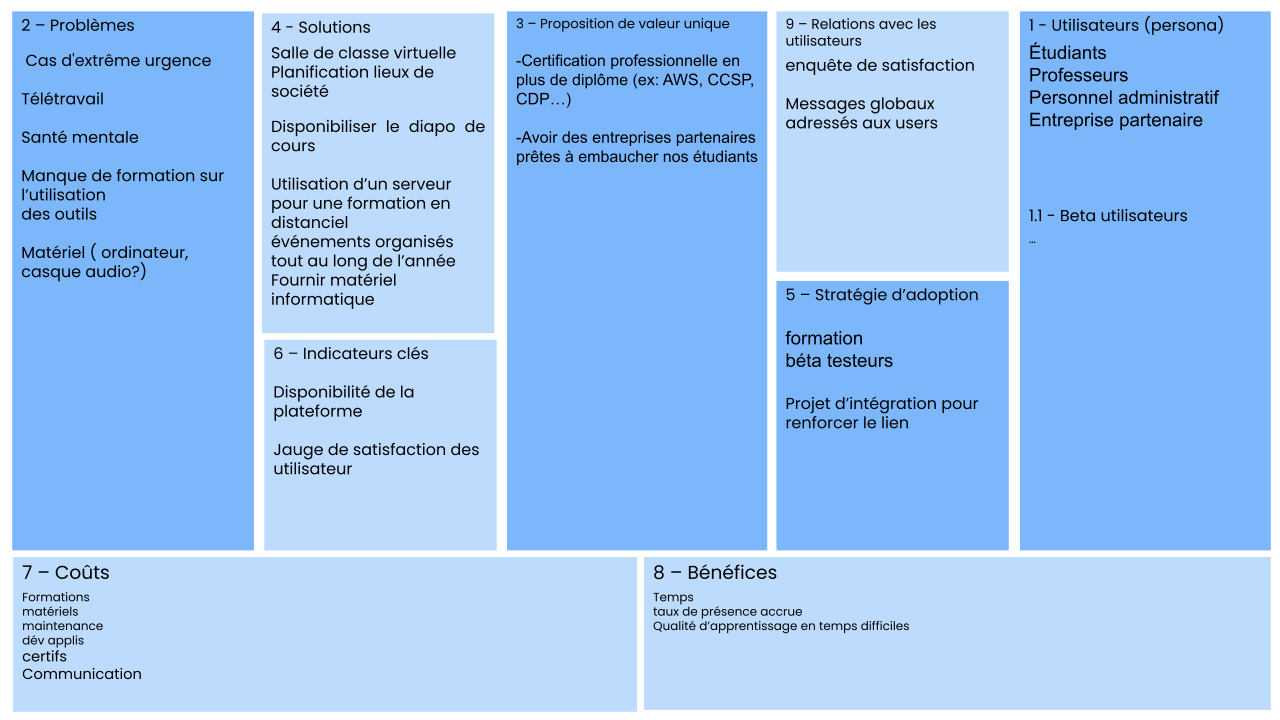 2 – Problèmes
Cas d'extrême urgence
Télétravail
Santé mentale
Manque de formation sur
l’utilisation
des outils
Matériel ( ordinateur,
casque audio?)
4 - Solutions
Salle de classe virtuelle
Planification lieux de
société
Disponibiliser le diapo de
cours
Utilisation d’un serveur
pour une formation en
distanciel
événements organisés
tout au long de l’année
Fournir matériel
informatique
6 – Indicateurs clés
Disponibilité de la
plateforme
Jauge de satisfaction des
utilisateur
3 – Proposition de valeur unique
-Certification professionnelle en
plus de diplôme (ex: AWS, CCSP,
CDP…)
-Avoir des entreprises partenaires
prêtes à embaucher nos étudiants
9 – Relations avec les
utilisateurs
enquête de satisfaction
Messages globaux
adressés aux users
5 – Stratégie d’adoption
formation
béta testeurs
Projet d’intégration pour
renforcer le lien
1 - Utilisateurs (persona)
Étudiants
Professeurs
Personnel administratif
Entreprise partenaire
1.1 - Beta utilisateurs
…
7 – Coûts
Formations
matériels
maintenance
dév applis
certifs
Communication
8 – Bénéfices
Temps
taux de présence accrue
Qualité d’apprentissage en temps difficiles